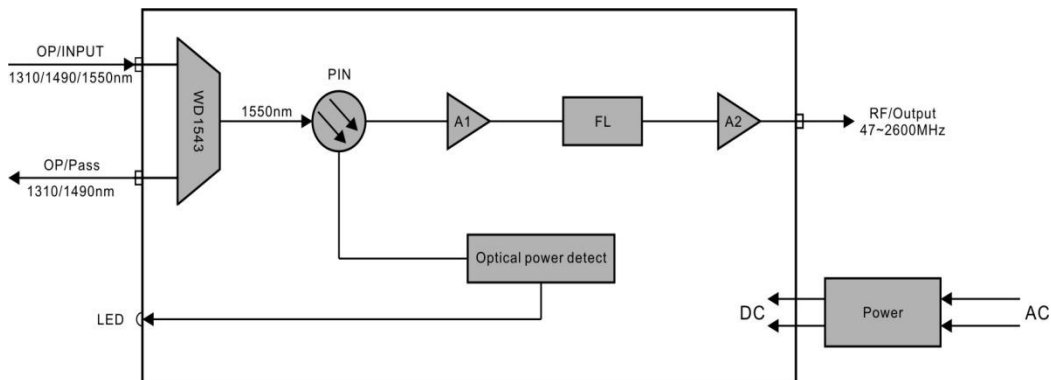 OP/INPUT
1310/1490/1550nm
WD1543
OP/Pass
1310/1490nm
1550nm
PIN
A1
FL
A2
RF/Output
47~2600MHz
Optical power detect
LED
DC
Power
AC